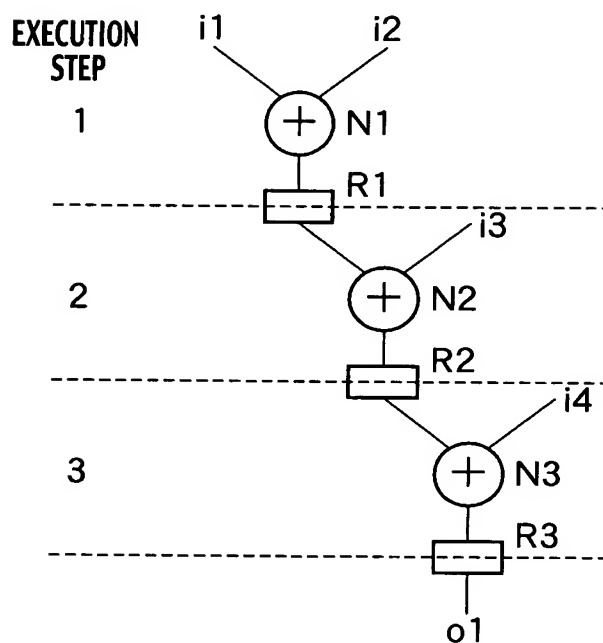 EXECUTION
STEP
i1 i2
1 + N1
R1
i3
2 + N2
R2
i4
3 + N3
R3
o1